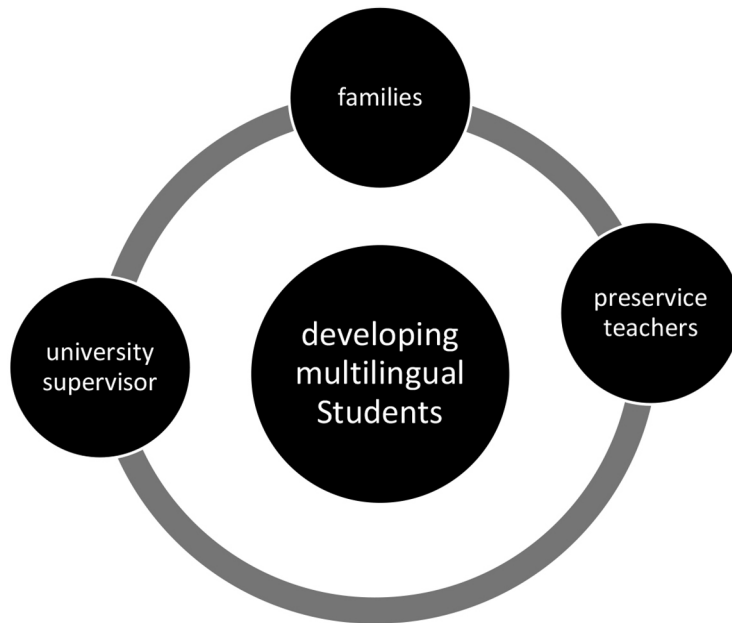 families
preservice
teachers
developing
multilingual
Students
university
supervisor